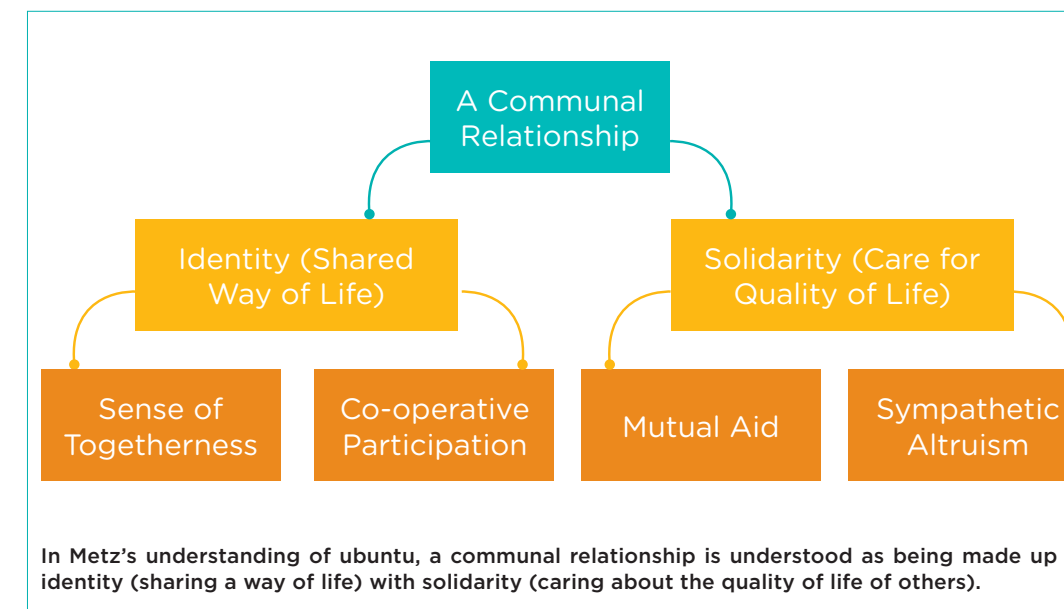 A Communal
Relationship
Identity (Shared
Way of Life)
Solidarity (Care for
Quality of Life)
Sense of
Togetherness
Co-operative
Participation
Mutual Aid
Sympathetic
Altruism
In Metz’s understanding of ubuntu, a communal relationship is understood as being made up
identity (sharing a way of life) with solidarity (caring about the quality of life of others).